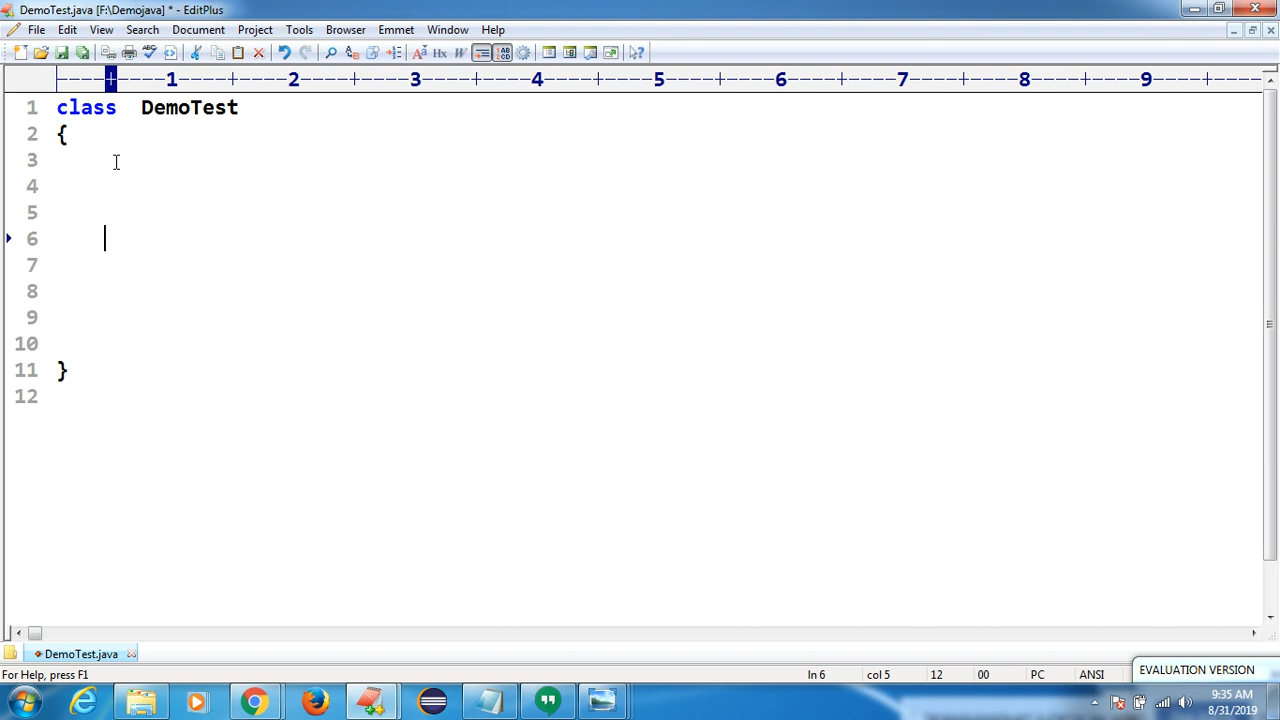 DemoTest.java [F:\Demojava] * - EditPlus
File Edit View Search Document Project Tools Browser Emmet Window Help
----+----1----+----2----+----3----+----4----+----5----+----6----+----7----+----8----+----9----+--
1 class  DemoTest
2 {
3
4
5
6
7
8
9
10
11 }
12
DemoTest.java
For Help, press F1 ln 6 col 5 12 00 PC ANSI EVALUATION VERSION
9:35 AM
8/31/2019